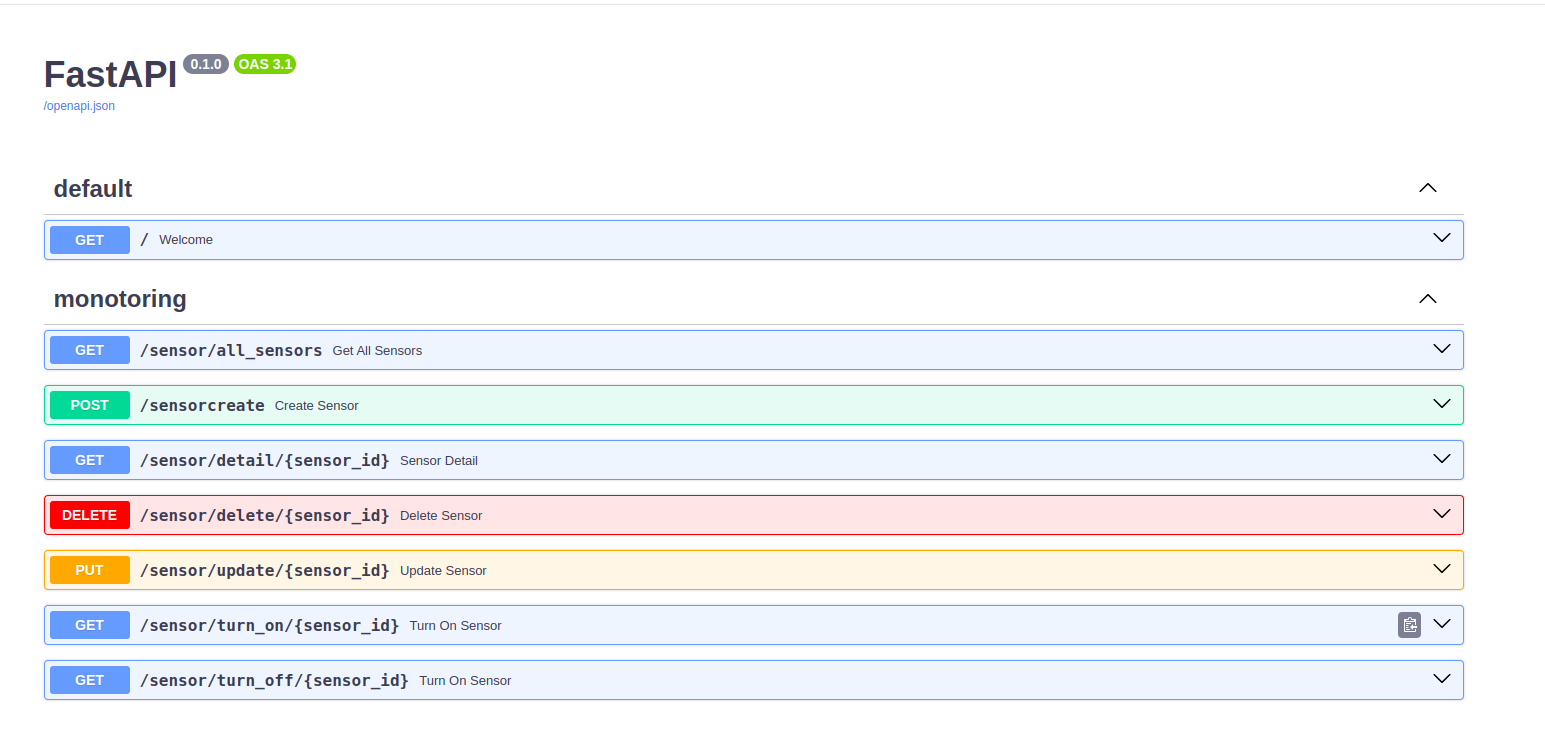 FastAPI 0.1.0 OAS 3.1
/openapi.json
default
GET / Welcome
monotoring
GET /sensor/all_sensors Get All Sensors
POST /sensorcreate Create Sensor
GET /sensor/detail/{sensor_id} Sensor Detail
DELETE /sensor/delete/{sensor_id} Delete Sensor
PUT /sensor/update/{sensor_id} Update Sensor
GET /sensor/turn_on/{sensor_id} Turn On Sensor
GET /sensor/turn_off/{sensor_id} Turn On Sensor